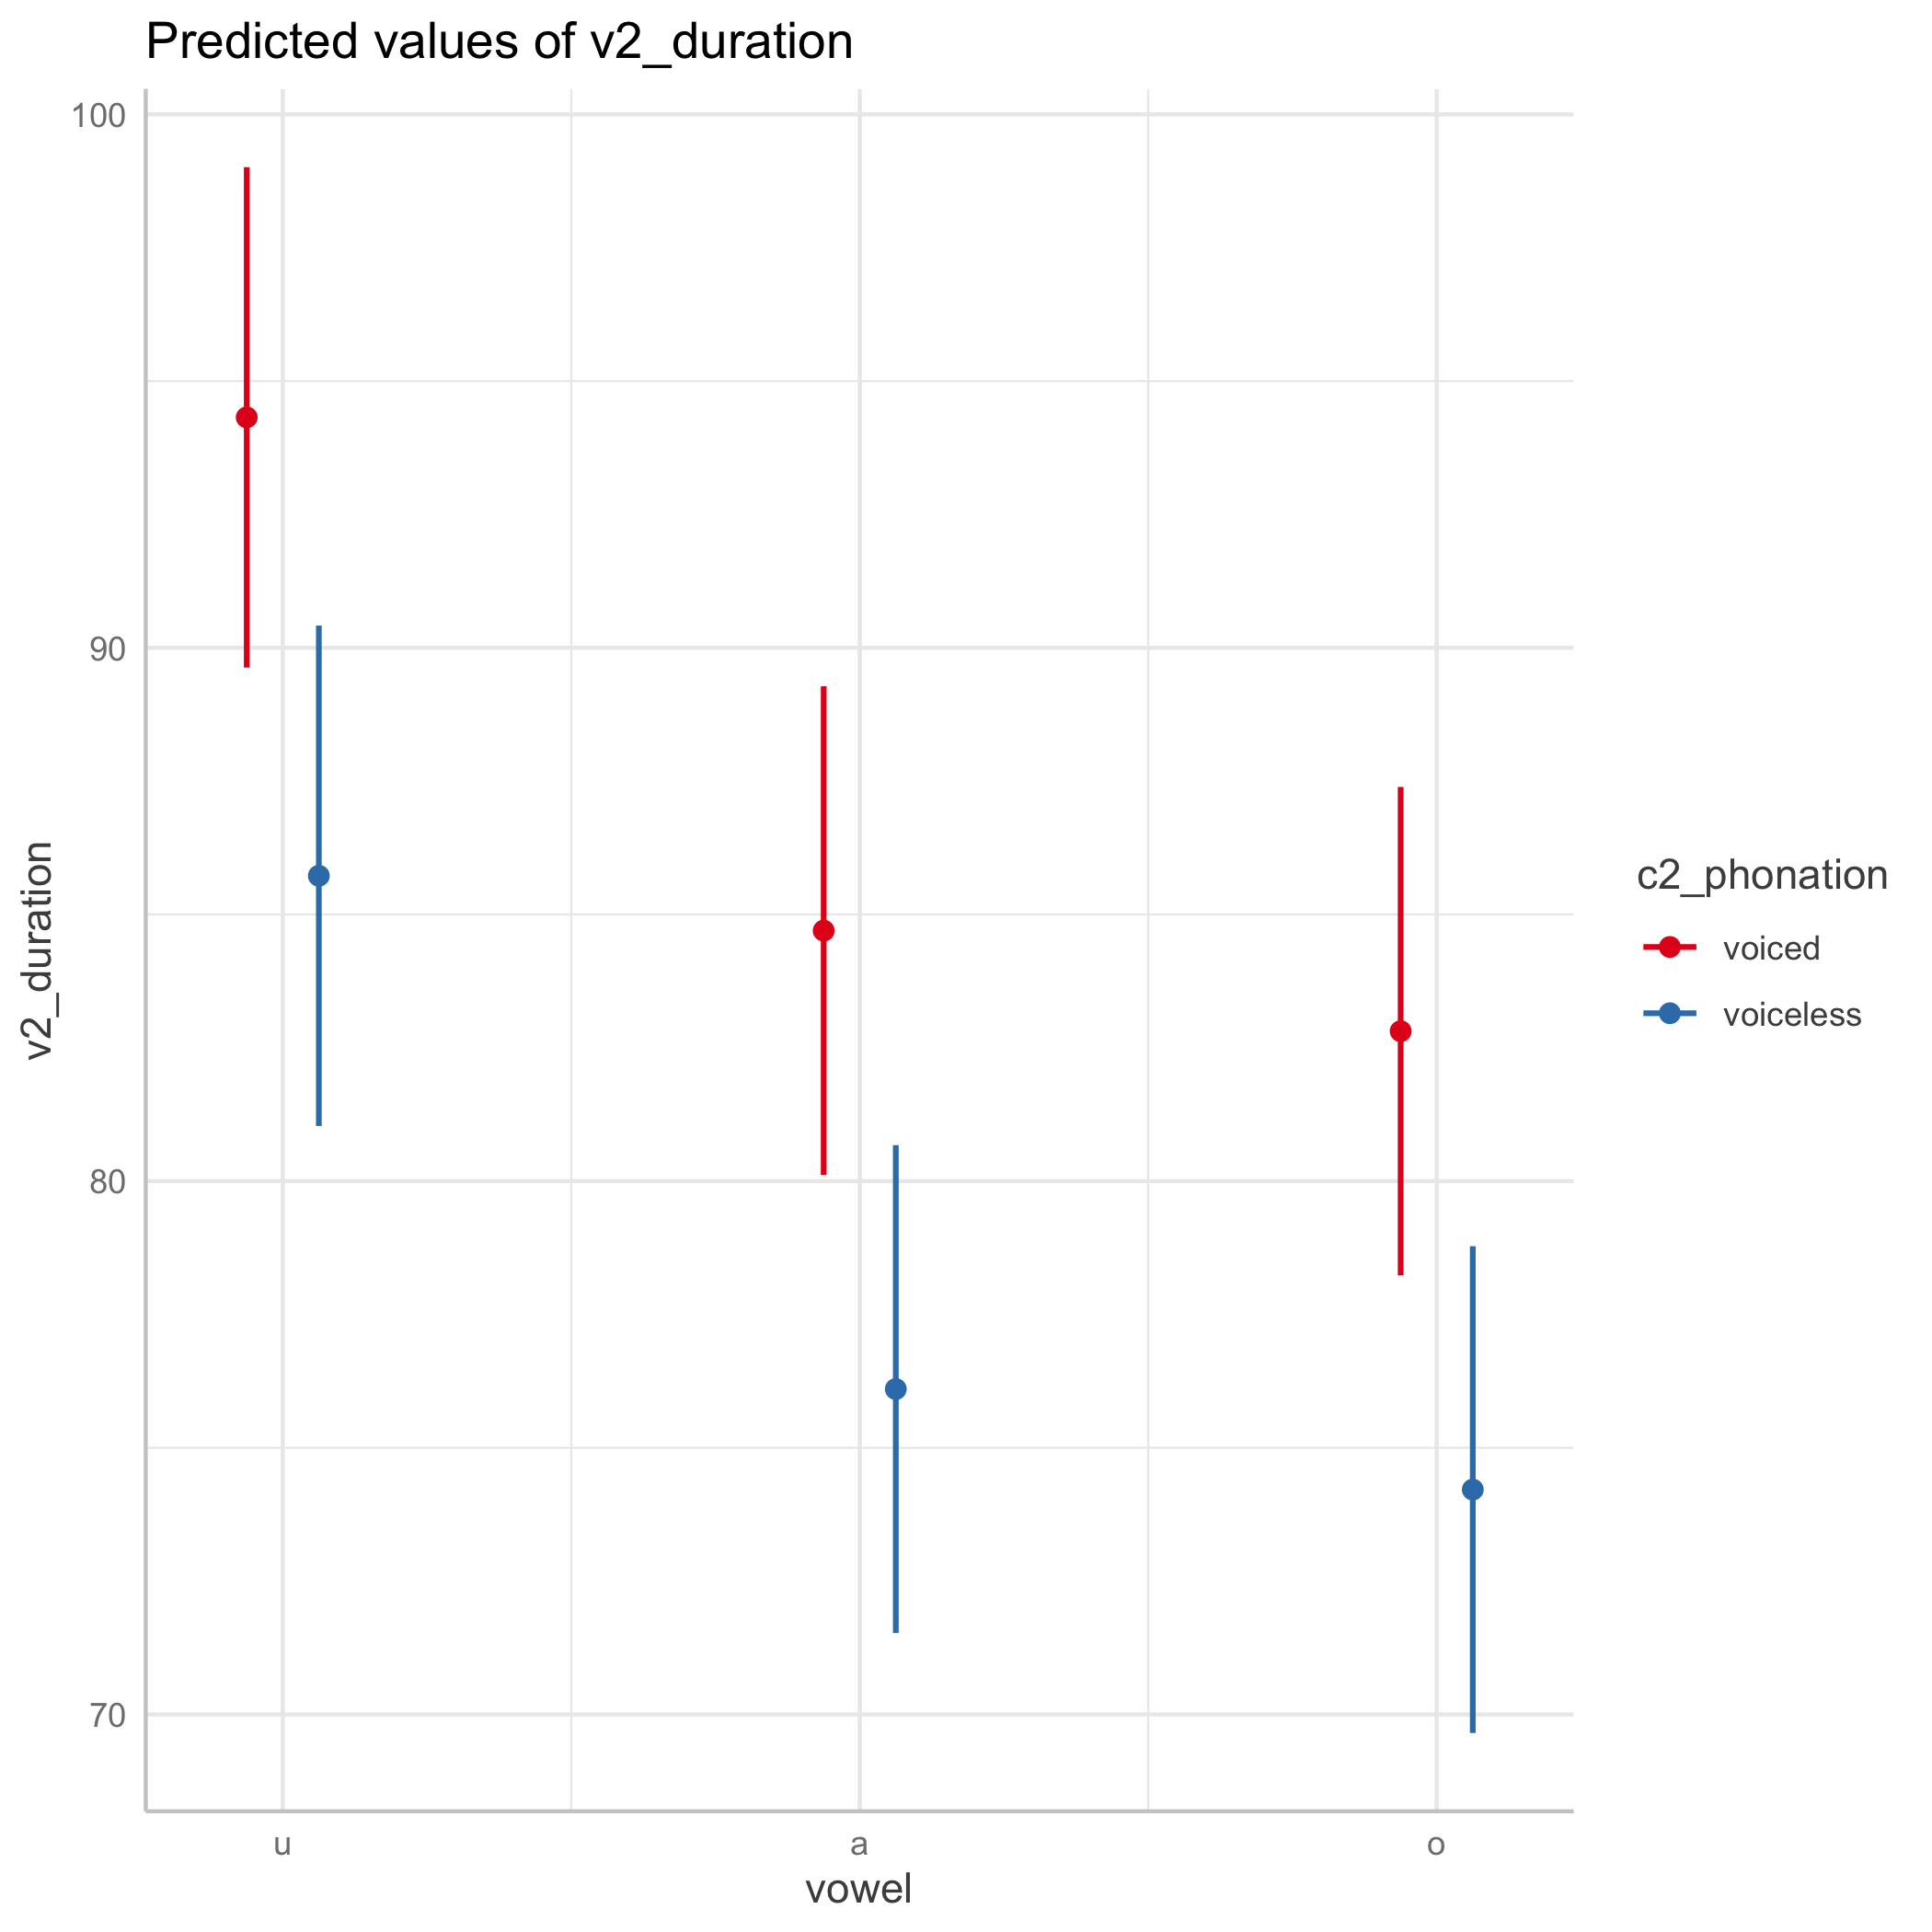 Predicted values of v2_duration
100
90
80
70
v2_duration
u
a
o
vowel
c2_phonation
voiced
voiceless